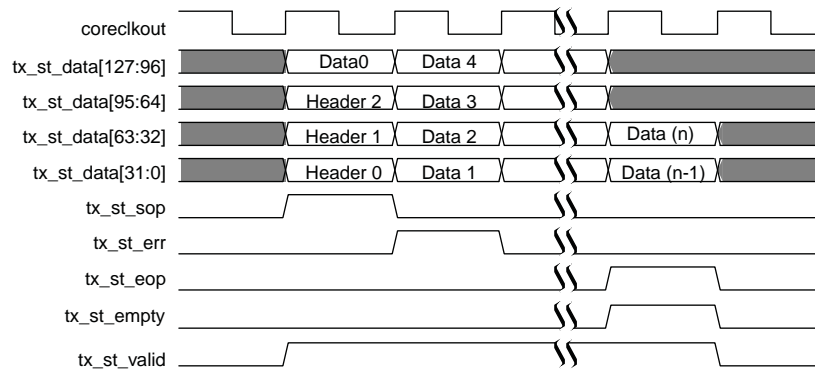 coreclkout
tx_st_data[127:96] Data0 Data 4
tx_st_data[95:64] Header 2 Data 3
tx_st_data[63:32] Header 1 Data 2 Data (n)
tx_st_data[31:0] Header 0 Data 1 Data (n-1)
tx_st_sop
tx_st_err
tx_st_eop
tx_st_empty
tx_st_valid